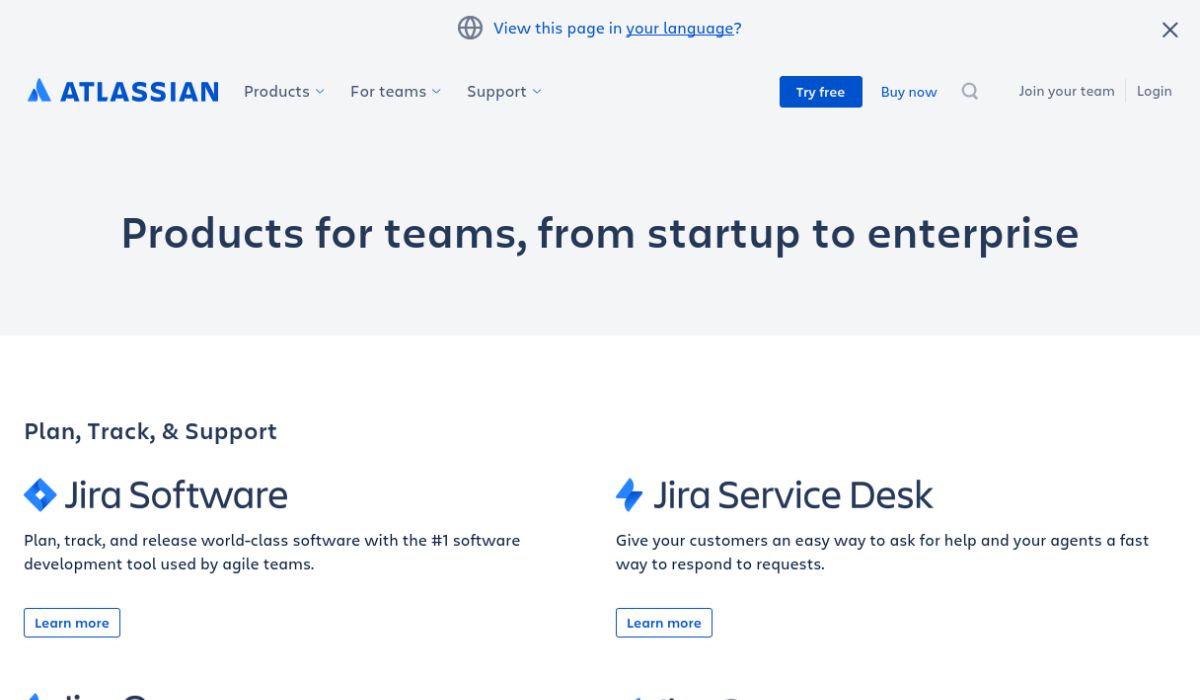 View this page in your language?
ATLASSIAN Products For teams Support Try free Buy now Join your team Login
Products for teams, from startup to enterprise
Plan, Track, & Support
Jira Software
Plan, track, and release world-class software with the #1 software
development tool used by agile teams.
Learn more
Jira Service Desk
Give your customers an easy way to ask for help and your agents a fast
way to respond to requests.
Learn more